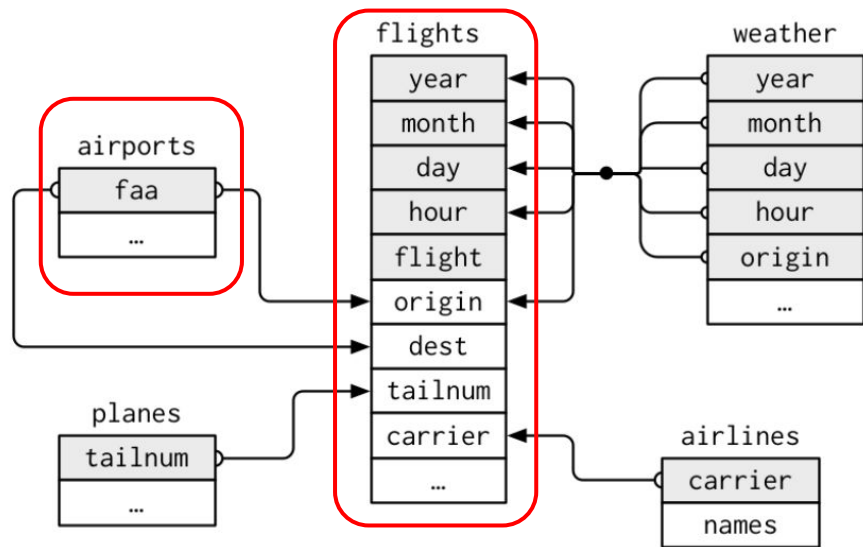 airports
faa
…
planes
tailnum
…
flights
year
month
day
hour
flight
origin
dest
tailnum
carrier
…
weather
year
month
day
hour
origin
…
airlines
carrier
names